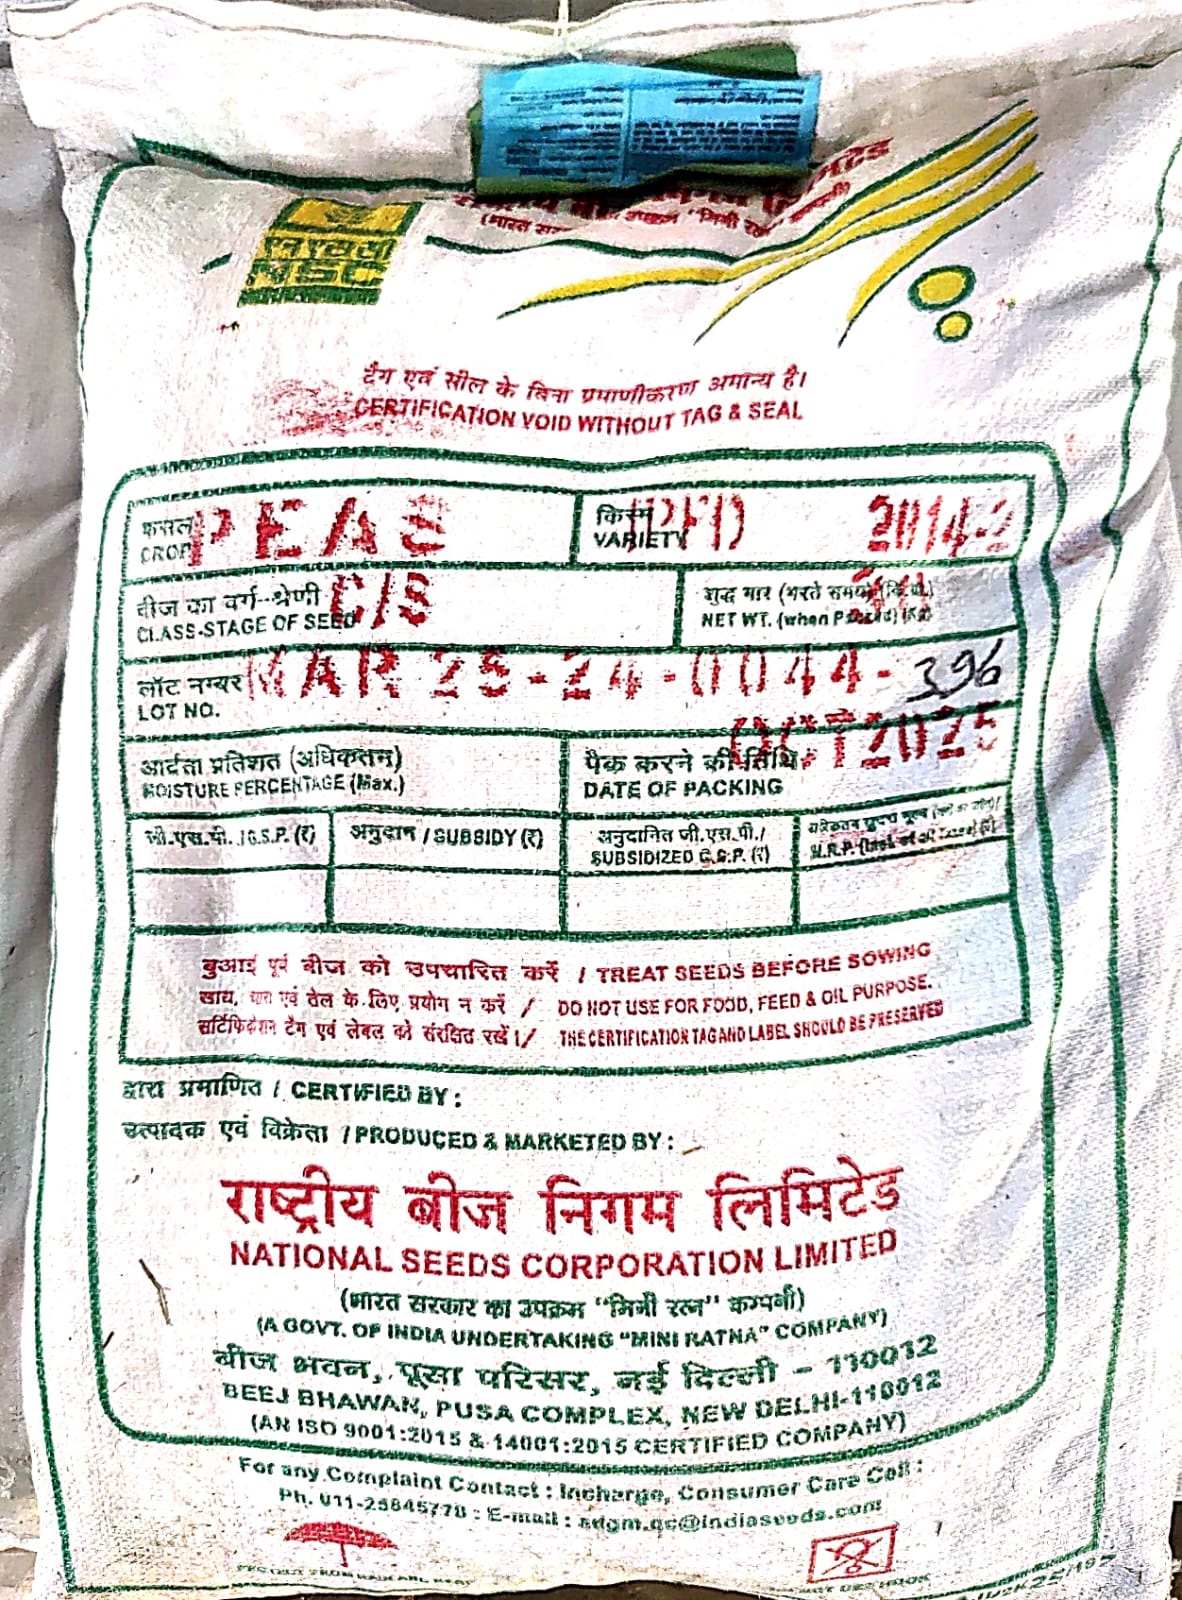 NSC
टैग एवं सील के बिना प्रमाणीकरण अमान्य है।
CERTIFICATION VOID WITHOUT TAG & SEAL
फसल PEAS किस्म IPFD 2014-2
CROP VARIETY
बीज का वर्ग-श्रेणी C/S शुद्ध भार (भरते समय) (कि.ग्रा.)
CLASS-STAGE OF SEED NET WT. (when Packed) (Kg)
लॉट नम्बर MAR 25-24-0044-396
LOT NO.
आर्दता प्रतिशत (अधिकतम) पैक करने की तिथि OCT 2025
MOISTURE PERCENTAGE (Max.) DATE OF PACKING
जी.एस.पी. /G.S.P. (₹) अनुदान / SUBSIDY (₹) अनुदानित जी.एस.पी./
SUBSIDIZED G.S.P. (₹) M.R.P.
बुआई पूर्व बीज को उपचारित करें / TREAT SEEDS BEFORE SOWING
खाद्य, चारा एवं तेल के लिए प्रयोग न करें / DO NOT USE FOR FOOD, FEED & OIL PURPOSE.
सर्टिफिकेशन टैग एवं लेबल को संरक्षित रखें।/ THE CERTIFICATION TAG AND LABEL SHOULD BE PRESERVED
द्वारा प्रमाणित / CERTIFIED BY :
उत्पादक एवं विक्रेता / PRODUCED & MARKETED BY :
राष्ट्रीय बीज निगम लिमिटेड
NATIONAL SEEDS CORPORATION LIMITED
(भारत सरकार का उपक्रम "मिनी रत्न" कम्पनी)
(A GOVT. OF INDIA UNDERTAKING "MINI RATNA" COMPANY)
बीज भवन, पूसा परिसर, नई दिल्ली - 110012
BEEJ BHAWAN, PUSA COMPLEX, NEW DELHI-110012
(AN ISO 9001:2015 & 14001:2015 CERTIFIED COMPANY)
For any Complaint Contact : Incharge, Consumer Care Cell :
Ph. 011-25845778 : E-mail : adgm.qc@indiaseeds.com